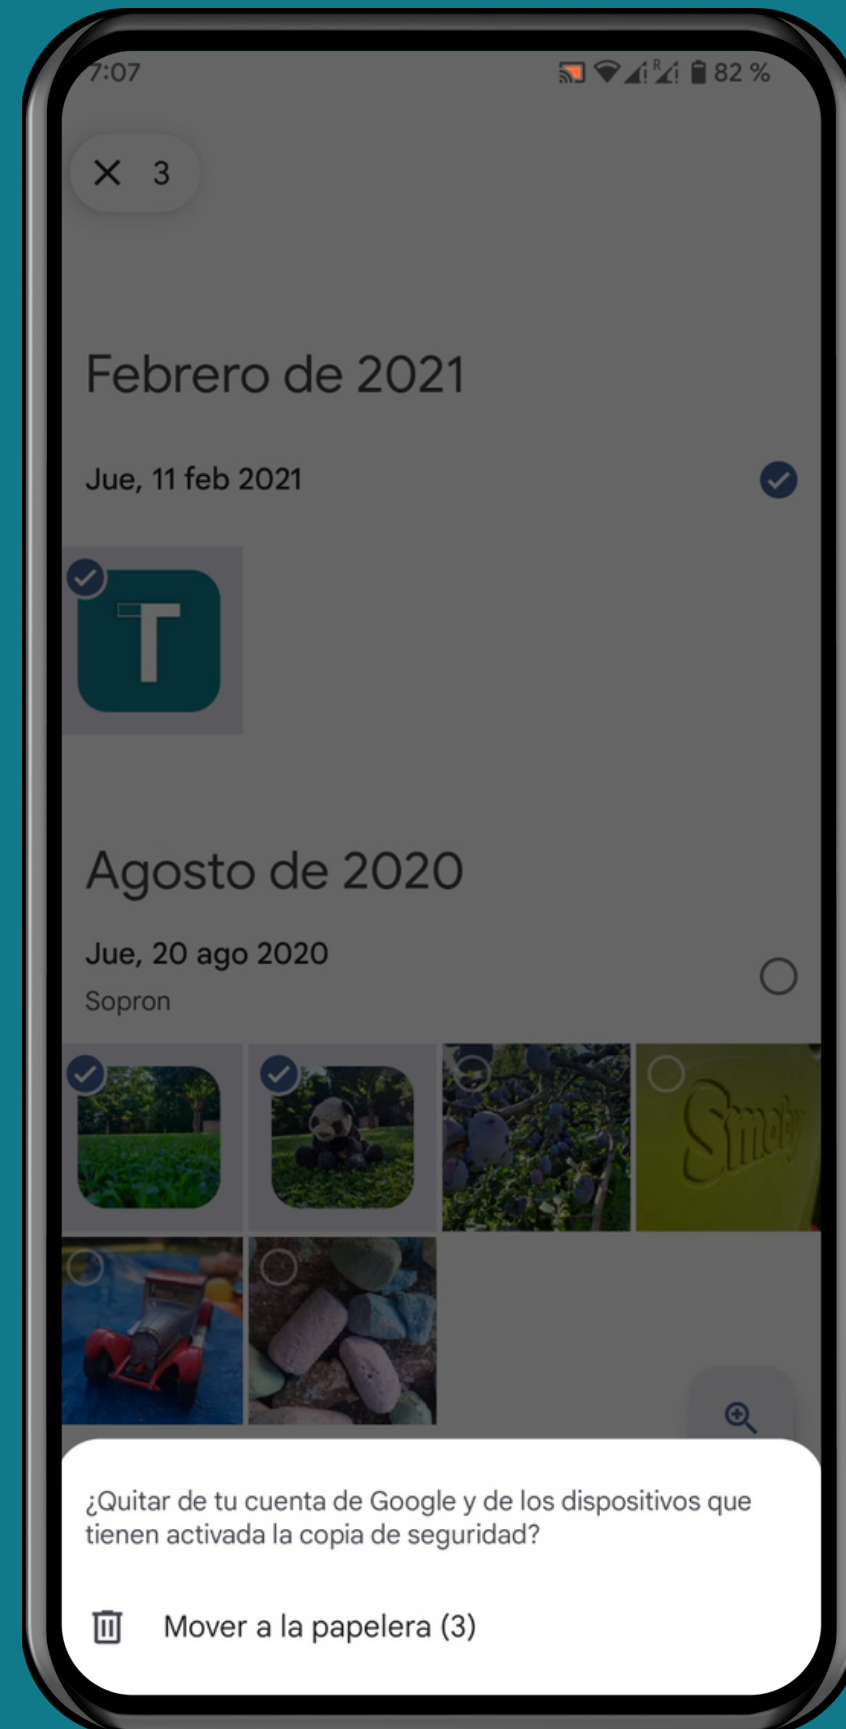 7:07
R
82 %
3
Febrero de 2021
Jue, 11 feb 2021
T
Agosto de 2020
Jue, 20 ago 2020
Sopron
Smoby
¿Quitar de tu cuenta de Google y de los dispositivos que
tienen activada la copia de seguridad?
Mover a la papelera (3)